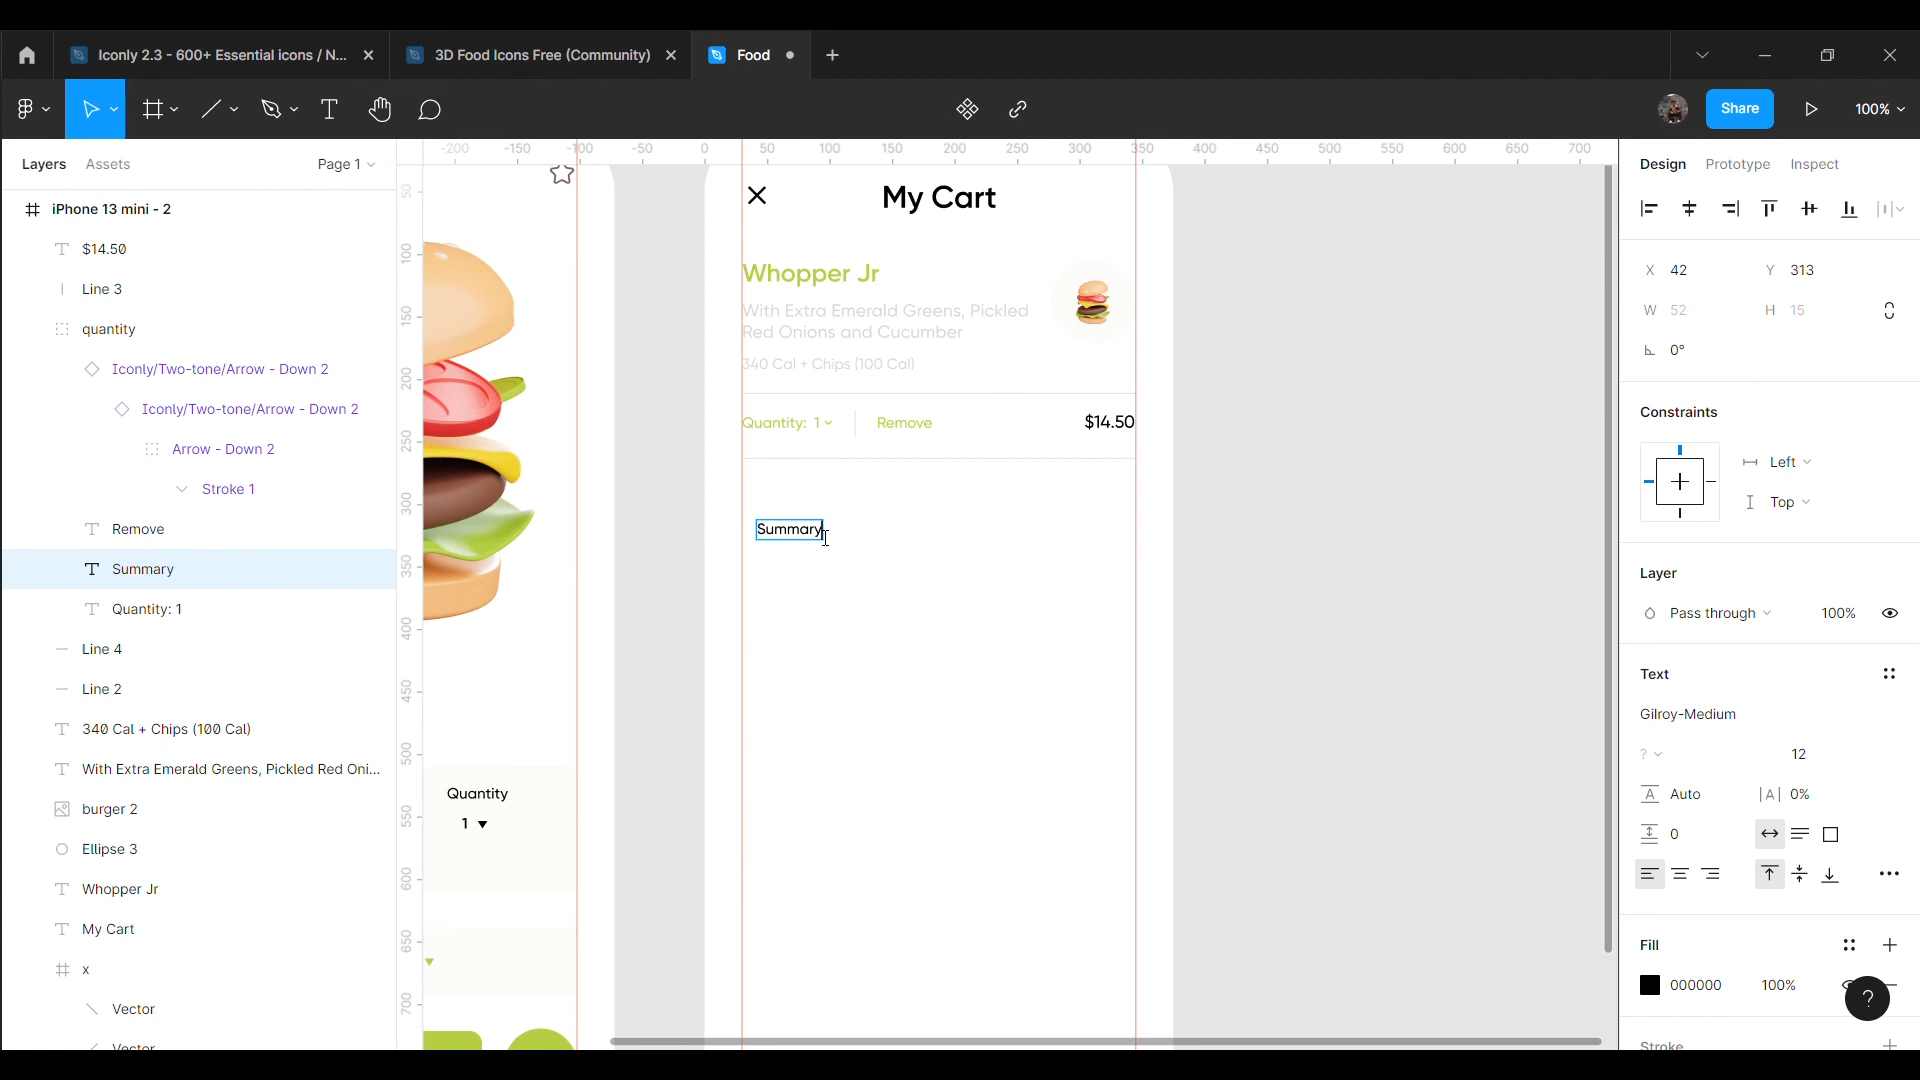 Iconly 2.3 - 600+ Essential icons / N...
3D Food Icons Free (Community)
Food
Share
100%
Layers
Assets
Page 1
iPhone 13 mini - 2
$14.50
Line 3
quantity
Iconly/Two-tone/Arrow - Down 2
Iconly/Two-tone/Arrow - Down 2
Arrow - Down 2
Stroke 1
Remove
Summary
Quantity: 1
Line 4
Line 2
340 Cal + Chips (100 Cal)
With Extra Emerald Greens, Pickled Red Oni...
burger 2
Ellipse 3
Whopper Jr
My Cart
x
Vector
Vector
-200 -150 -100 -50 0 50 100 150 200 250 300 350 400 450 500 550 600 650 700
50
100
150
200
250
300
350
400
450
500
550
600
650
700
Quantity
1
My Cart
Whopper Jr
With Extra Emerald Greens, Pickled
Red Onions and Cucumber
340 Cal + Chips (100 Cal)
Quantity: 1
Remove
$14.50
Summary
Design
Prototype
Inspect
X 42
Y 313
W 52
H 15
0°
Constraints
Left
Top
Layer
Pass through
100%
Text
Gilroy-Medium
?
12
Auto
|A| 0%
0
Fill
000000
100%
?
Stroke